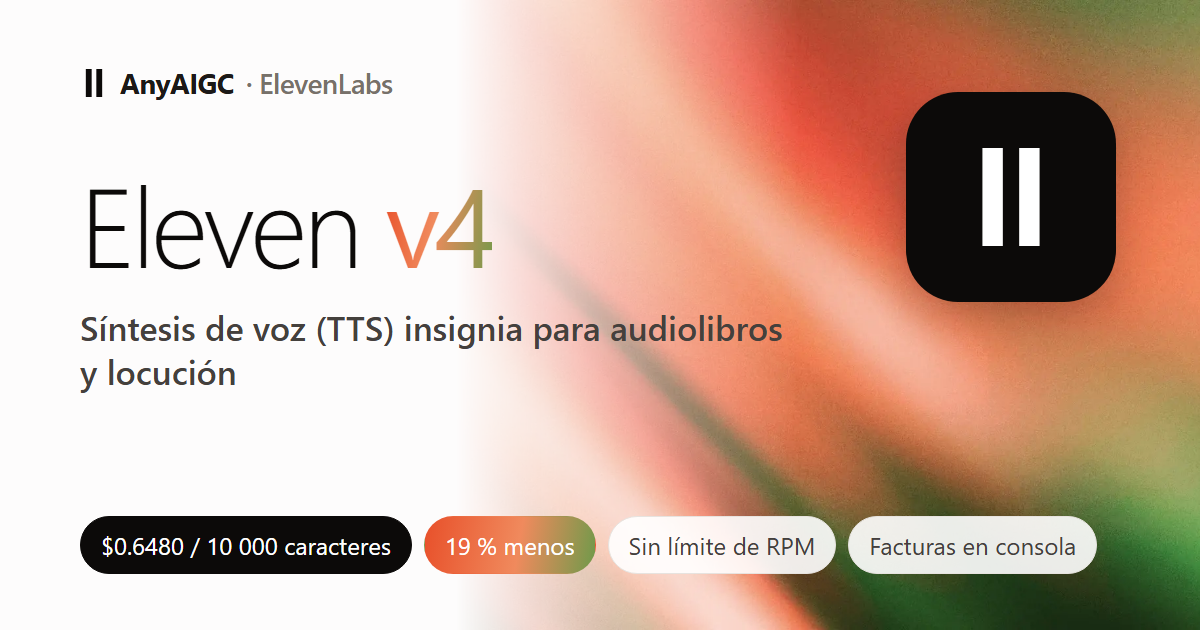 AnyAIGC · ElevenLabs
Eleven v4
Síntesis de voz (TTS) insignia para audiolibros
y locución
$0.6480 / 10 000 caracteres
19 % menos
Sin límite de RPM
Facturas en consola